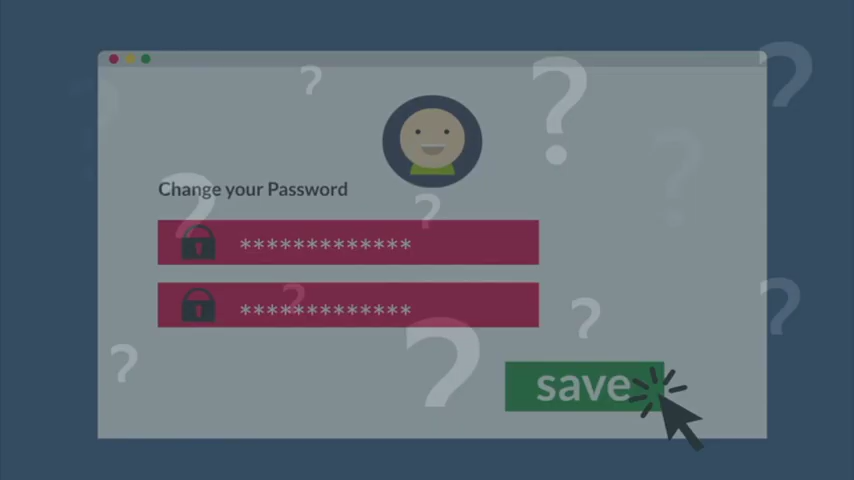 Change your Password
*************
*************
save
? ? ? ? ? ? ? ? ? ? ? ?